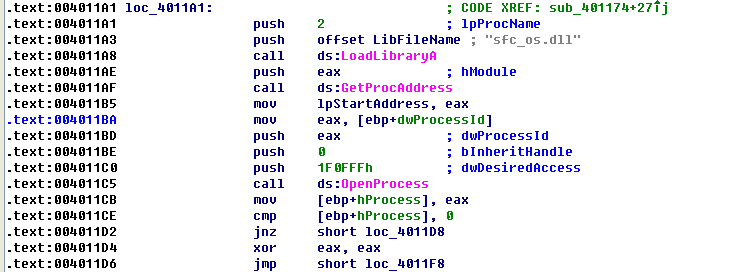 .text:004011A1 loc_4011A1: ; CODE XREF: sub_401174+27↑j
.text:004011A1 push 2 ; lpProcName
.text:004011A3 push offset LibFileName ; "sfc_os.dll"
.text:004011A8 call ds:LoadLibraryA
.text:004011AE push eax ; hModule
.text:004011AF call ds:GetProcAddress
.text:004011B5 mov lpStartAddress, eax
.text:004011BA mov eax, [ebp+dwProcessId]
.text:004011BD push eax ; dwProcessId
.text:004011BE push 0 ; bInheritHandle
.text:004011C0 push 1F0FFFh ; dwDesiredAccess
.text:004011C5 call ds:OpenProcess
.text:004011CB mov [ebp+hProcess], eax
.text:004011CE cmp [ebp+hProcess], 0
.text:004011D2 jnz short loc_4011D8
.text:004011D4 xor eax, eax
.text:004011D6 jmp short loc_4011F8